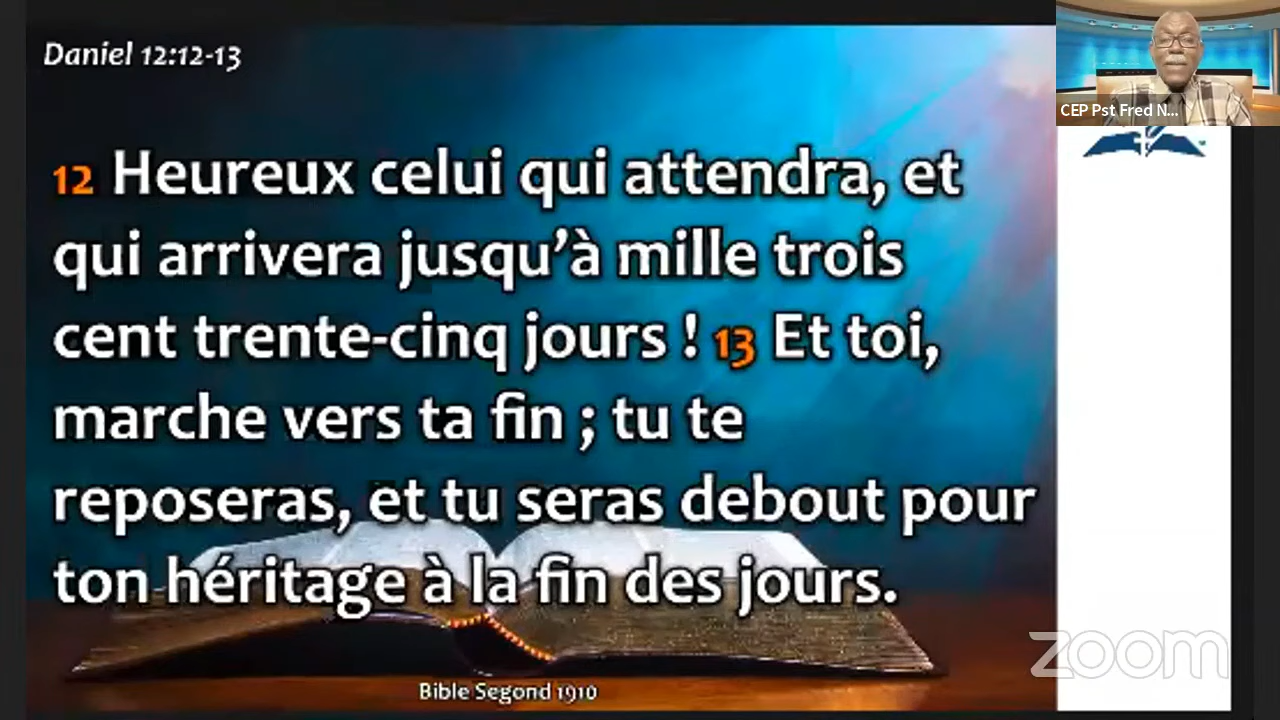 Daniel 12:12-13
12 Heureux celui qui attendra, et
qui arrivera jusqu’à mille trois
cent trente-cinq jours ! 13 Et toi,
marche vers ta fin ; tu te
reposeras, et tu seras debout pour
ton héritage à la fin des jours.
Bible Segond 1910
CEP Pst Fred N...
zoom